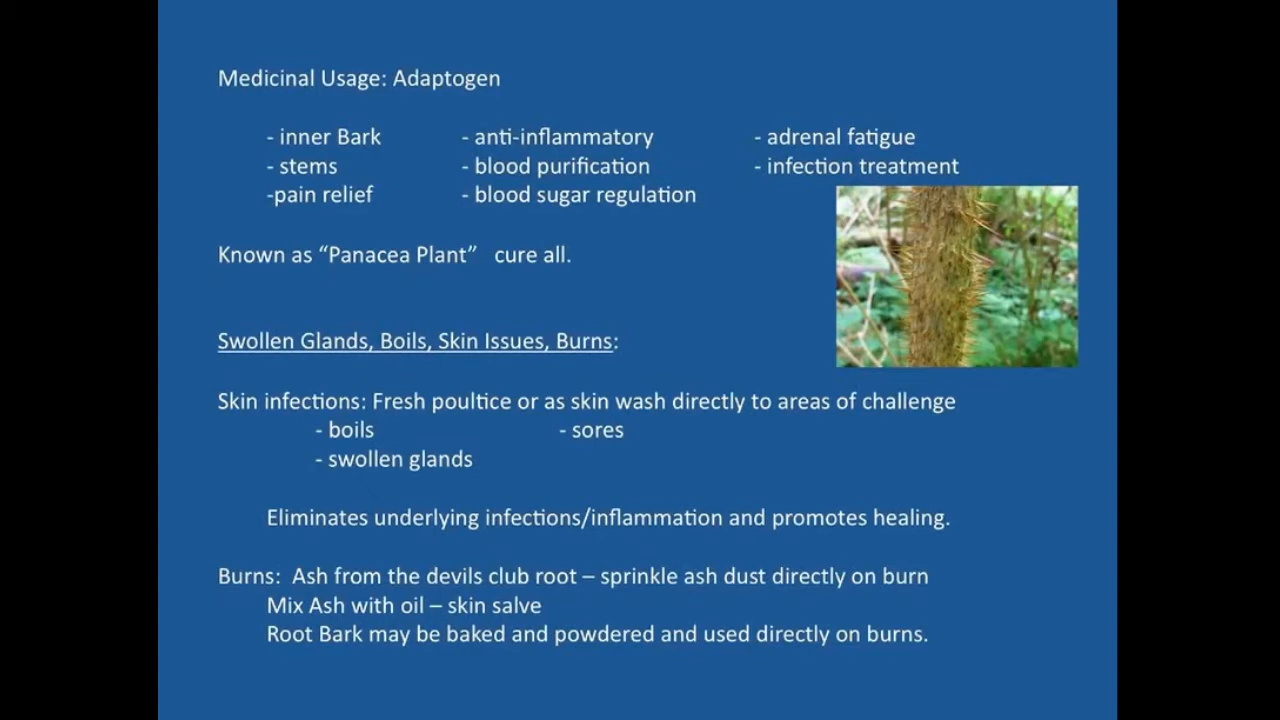 Medicinal Usage: Adaptogen
- inner Bark - anti-inflammatory - adrenal fatigue
- stems - blood purification - infection treatment
-pain relief - blood sugar regulation
Known as “Panacea Plant” cure all.
Swollen Glands, Boils, Skin Issues, Burns:
Skin infections: Fresh poultice or as skin wash directly to areas of challenge
- boils - sores
- swollen glands
Eliminates underlying infections/inflammation and promotes healing.
Burns: Ash from the devils club root – sprinkle ash dust directly on burn
Mix Ash with oil – skin salve
Root Bark may be baked and powdered and used directly on burns.